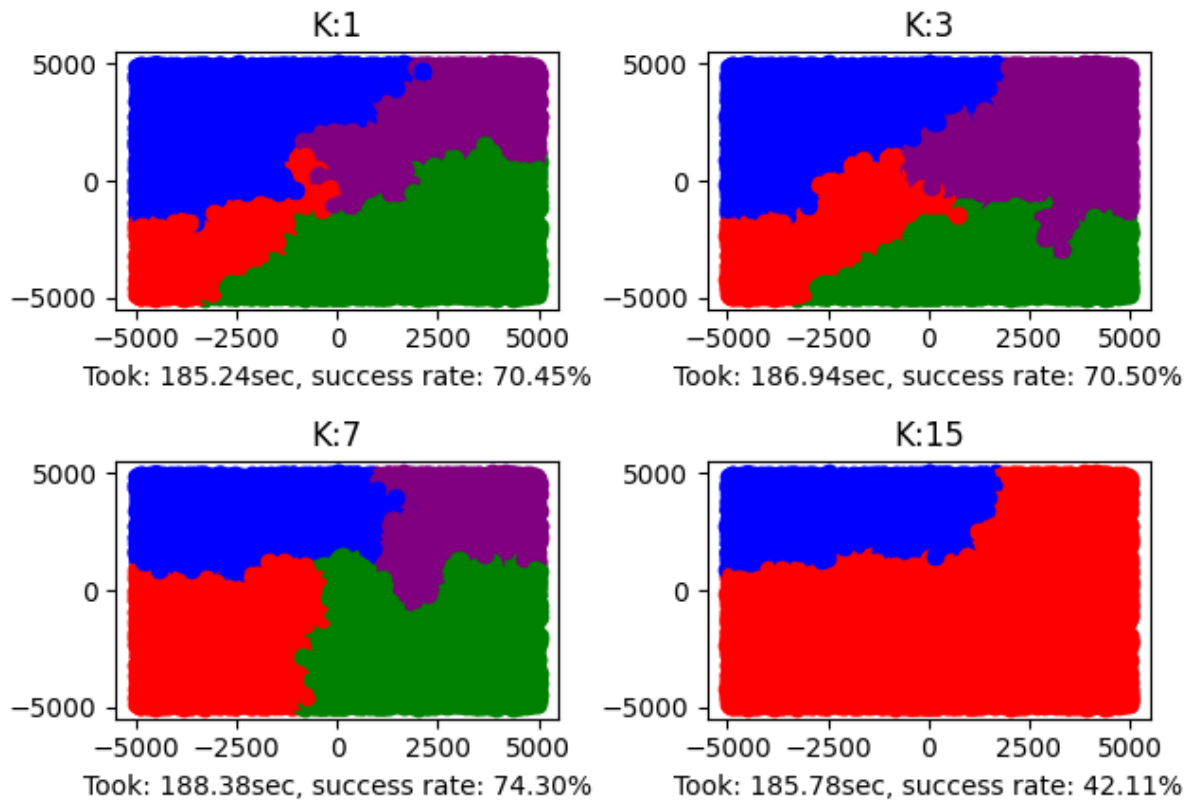 K:1
5000
0
−5000
−5000 −2500 0 2500 5000
Took: 185.24sec, success rate: 70.45%
K:3
5000
0
−5000
−5000 −2500 0 2500 5000
Took: 186.94sec, success rate: 70.50%
K:7
5000
0
−5000
−5000 −2500 0 2500 5000
Took: 188.38sec, success rate: 74.30%
K:15
5000
0
−5000
−5000 −2500 0 2500 5000
Took: 185.78sec, success rate: 42.11%